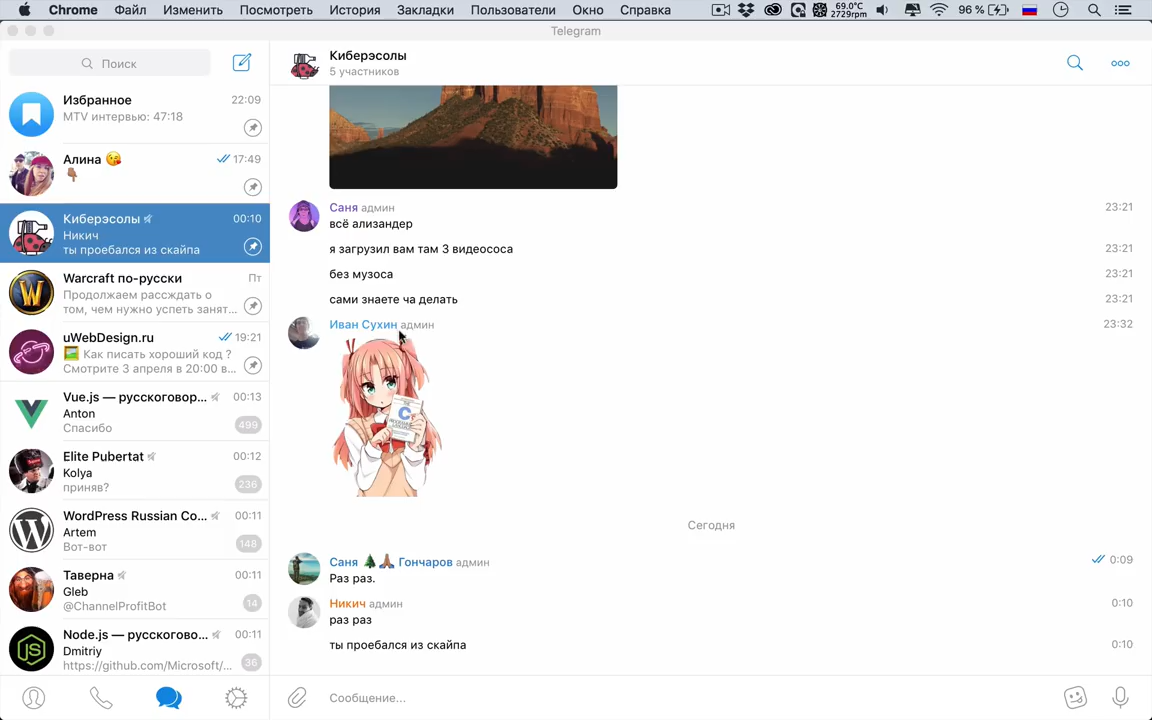 Chrome Файл Изменить Посмотреть История Закладки Пользователи Окно Справка
69.0°C
2729rpm
96 %
Telegram
Поиск
Избранное 22:09
MTV интервью: 47:18
Алина 😘 17:49
👇🏽
Киберэсолы 00:10
Никич
ты проебался из скайпа
Warcraft по-русски Пт
Продолжаем рассждать о
том, чем нужно успеть занят...
uWebDesign.ru 19:21
🖼 Как писать хороший код ?
Смотрите 3 апреля в 20:00 в...
Vue.js — русскоговор... 00:13
Anton
Спасибо 499
Elite Pubertat 00:12
Kolya
приняв? 236
WordPress Russian Co... 00:11
Artem
Вот-вот 148
Таверна 00:11
Gleb
@ChannelProfitBot 14
Node.js — русскогово... 00:11
Dmitriy
https://github.com/Microsoft/... 36
Киберэсолы
5 участников
Саня админ 23:21
всё ализандер
я загрузил вам там 3 видеососа 23:21
без музоса 23:21
сами знаете ча делать 23:21
Иван Сухин админ 23:32
C
Сегодня
Саня 🌲🙏🏽 Гончаров админ 0:09
Раз раз.
Никич админ 0:10
раз раз
ты проебался из скайпа 0:10
Сообщение...